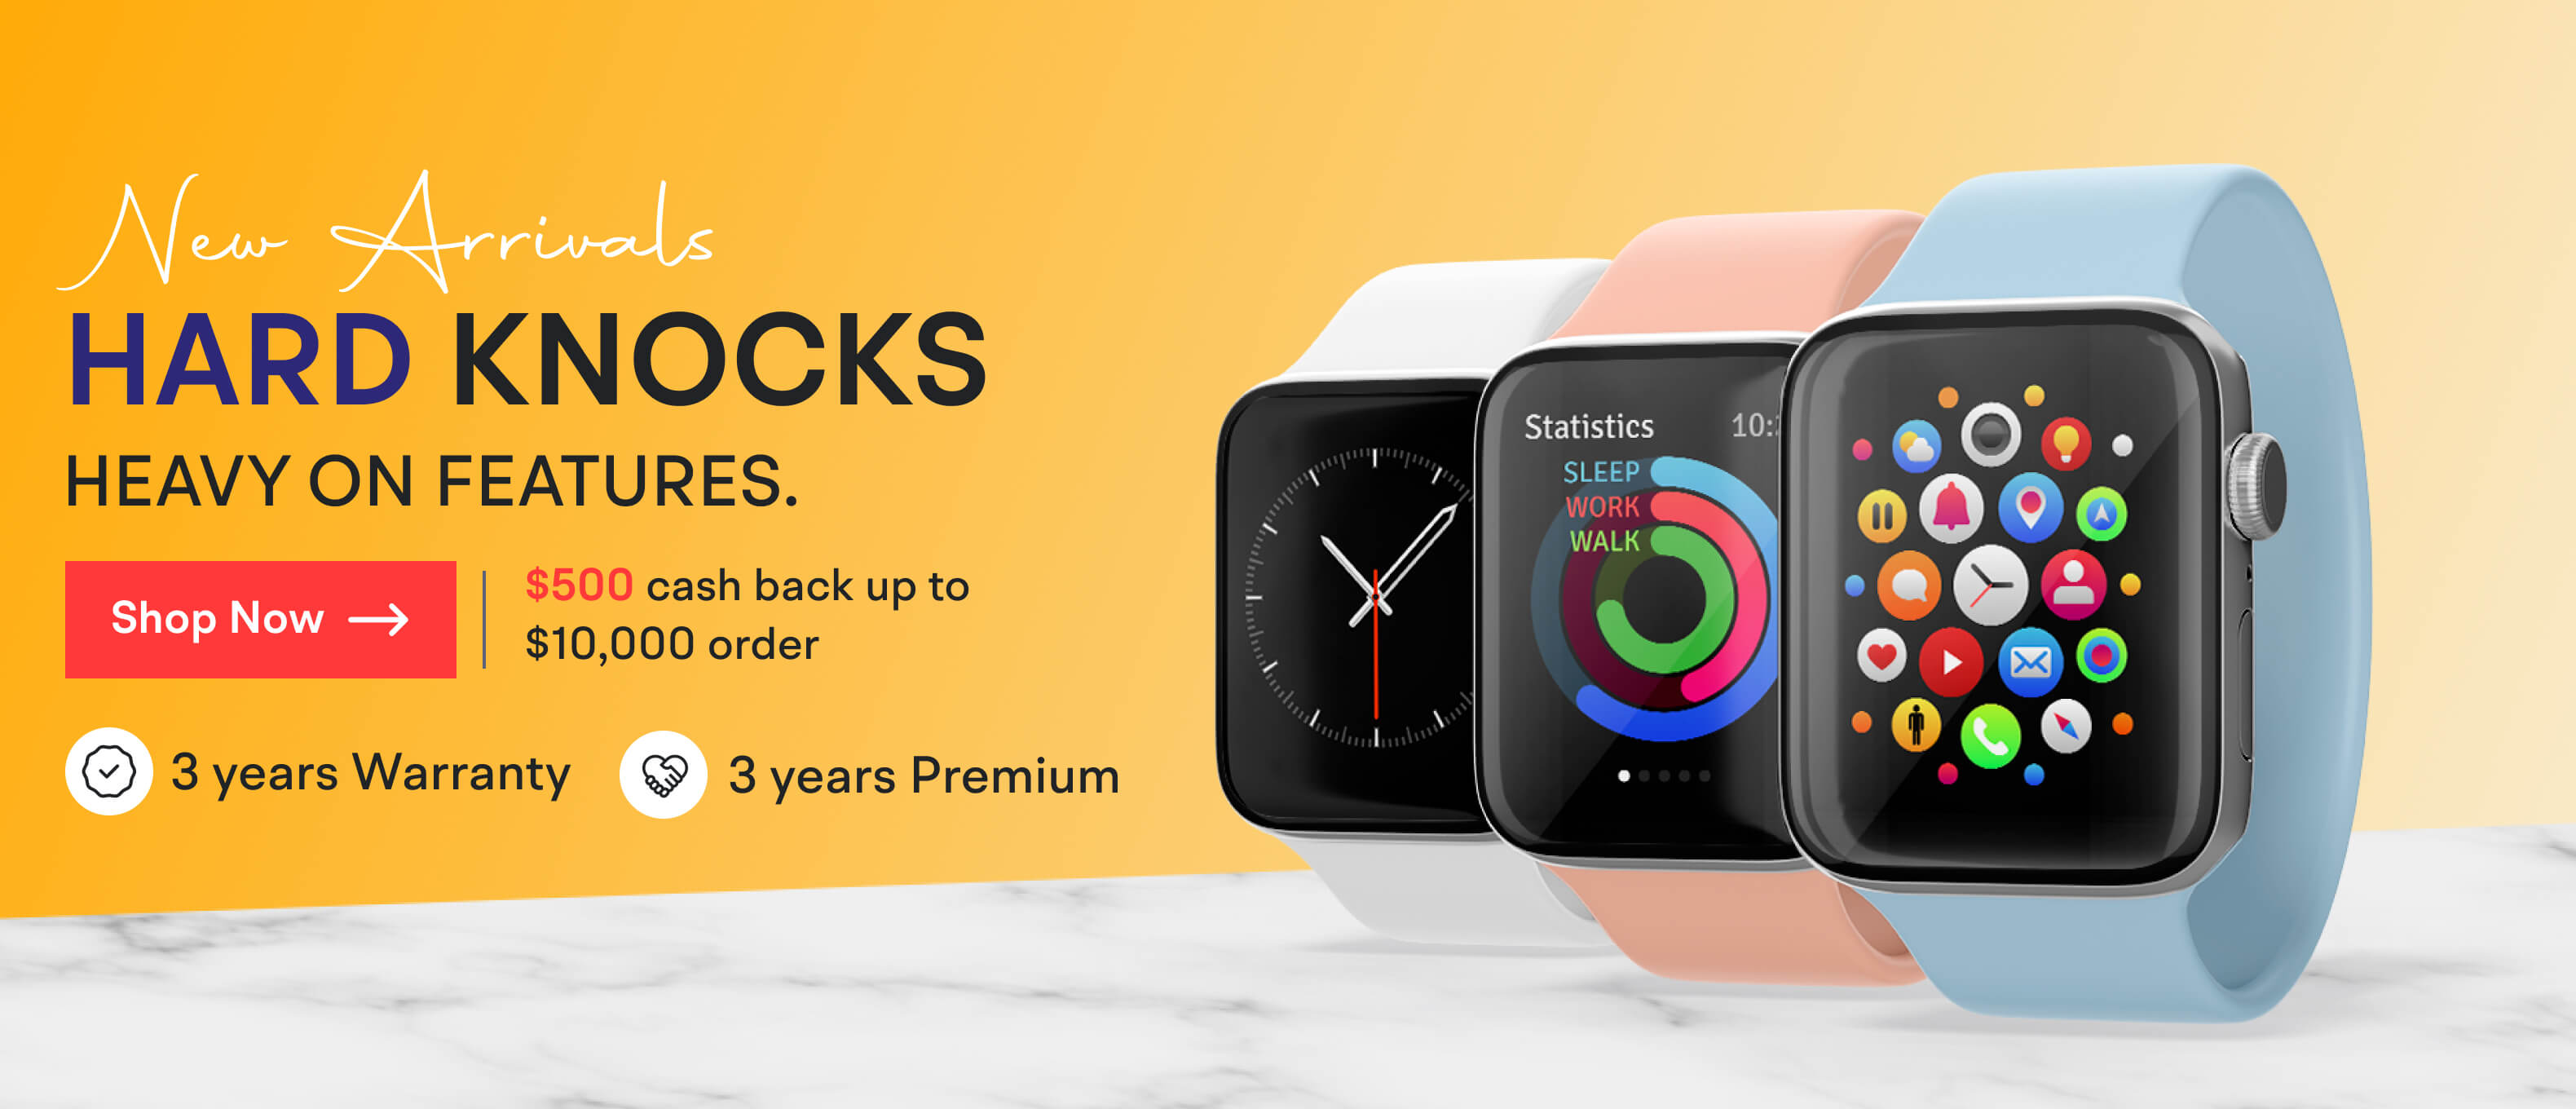 New Arrivals
HARD KNOCKS
HEAVY ON FEATURES.
Shop Now
$500 cash back up to
$10,000 order
3 years Warranty
3 years Premium
Statistics
SLEEP
WORK
WALK